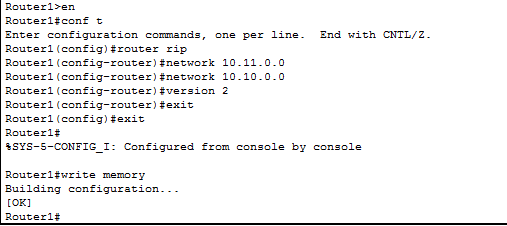 Router1>en
Router1#conf t
Enter configuration commands, one per line.  End with CNTL/Z.
Router1(config)#router rip
Router1(config-router)#network 10.11.0.0
Router1(config-router)#network 10.10.0.0
Router1(config-router)#version 2
Router1(config-router)#exit
Router1(config)#exit
Router1#
%SYS-5-CONFIG_I: Configured from console by console
Router1#write memory
Building configuration...
[OK]
Router1#